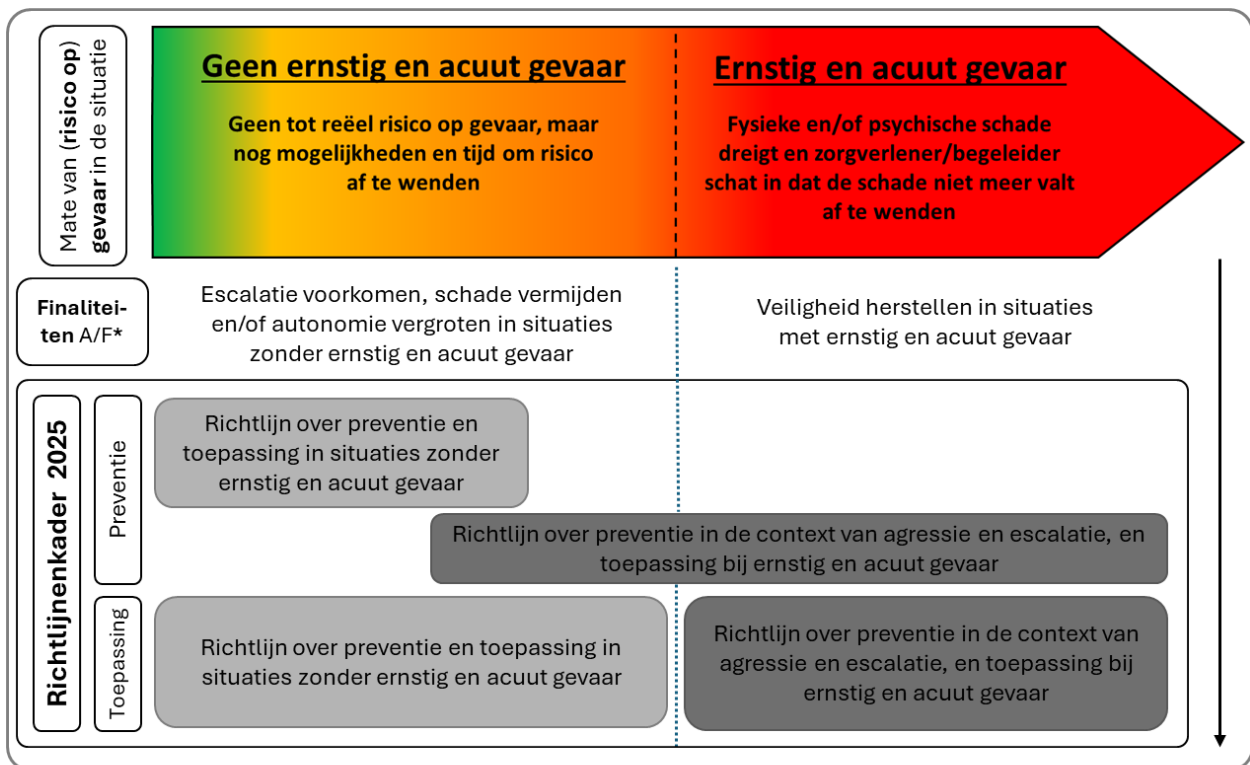 Mate van (risico op)
gevaar in de situatie
Geen ernstig en acuut gevaar
Geen tot reëel risico op gevaar, maar
nog mogelijkheden en tijd om risico
af te wenden
Ernstig en acuut gevaar
Fysieke en/of psychische schade
dreigt en zorgverlener/begeleider
schat in dat de schade niet meer valt
af te wenden
Finalitei-
ten A/F*
Escalatie voorkomen, schade vermijden
en/of autonomie vergroten in situaties
zonder ernstig en acuut gevaar
Veiligheid herstellen in situaties
met ernstig en acuut gevaar
Richtlijnenkader 2025
Preventie
Richtlijn over preventie en
toepassing in situaties zonder
ernstig en acuut gevaar
Richtlijn over preventie in de context van agressie en escalatie, en
toepassing bij ernstig en acuut gevaar
Toepassing
Richtlijn over preventie en toepassing in
situaties zonder ernstig en acuut gevaar
Richtlijn over preventie in de context van
agressie en escalatie, en toepassing bij
ernstig en acuut gevaar